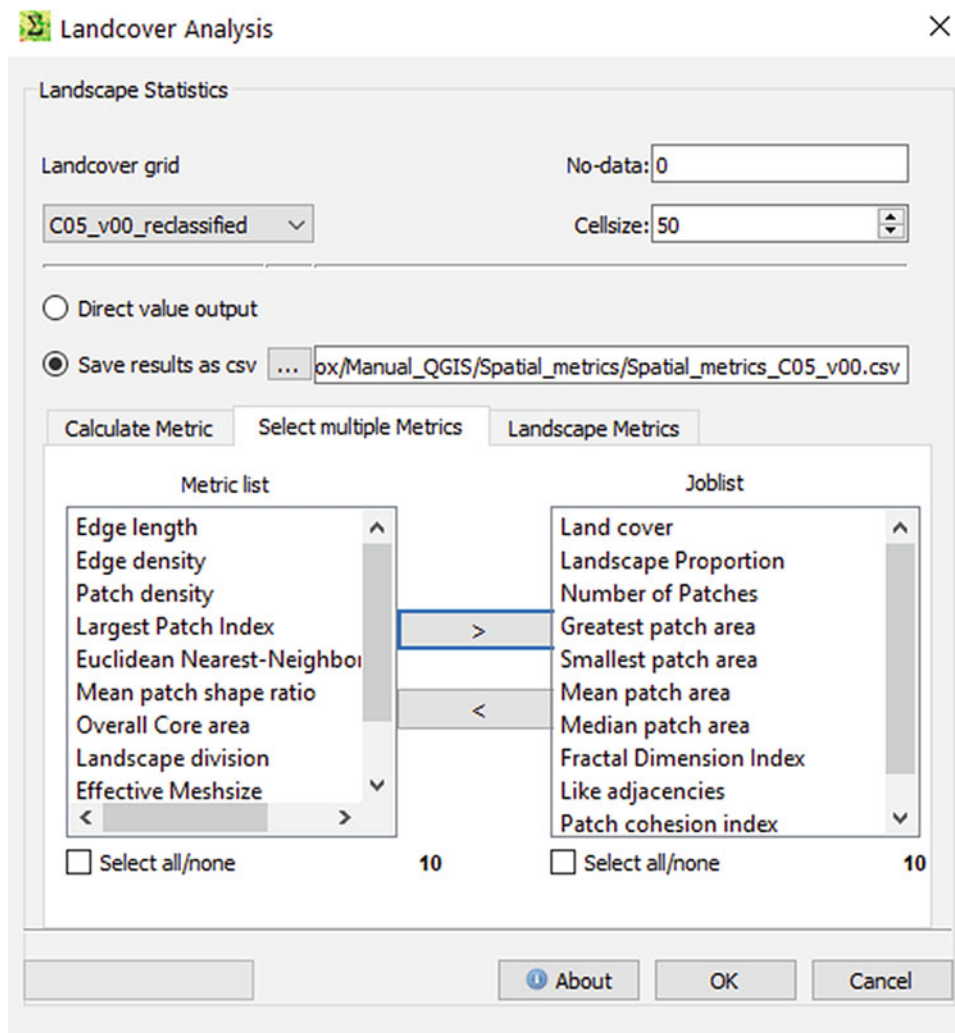 Landcover Analysis
Landscape Statistics
Landcover grid
No-data: 0
C05_v00_reclassified
Cellsize: 50
Direct value output
Save results as csv ... ox/Manual_QGIS/Spatial_metrics/Spatial_metrics_C05_v00.csv
Calculate Metric
Select multiple Metrics
Landscape Metrics
Metric list
Edge length
Edge density
Patch density
Largest Patch Index
Euclidean Nearest-Neighbor
Mean patch shape ratio
Overall Core area
Landscape division
Effective Meshsize
Select all/none
10
>
<
Joblist
Land cover
Landscape Proportion
Number of Patches
Greatest patch area
Smallest patch area
Mean patch area
Median patch area
Fractal Dimension Index
Like adjacencies
Patch cohesion index
Select all/none
10
About
OK
Cancel